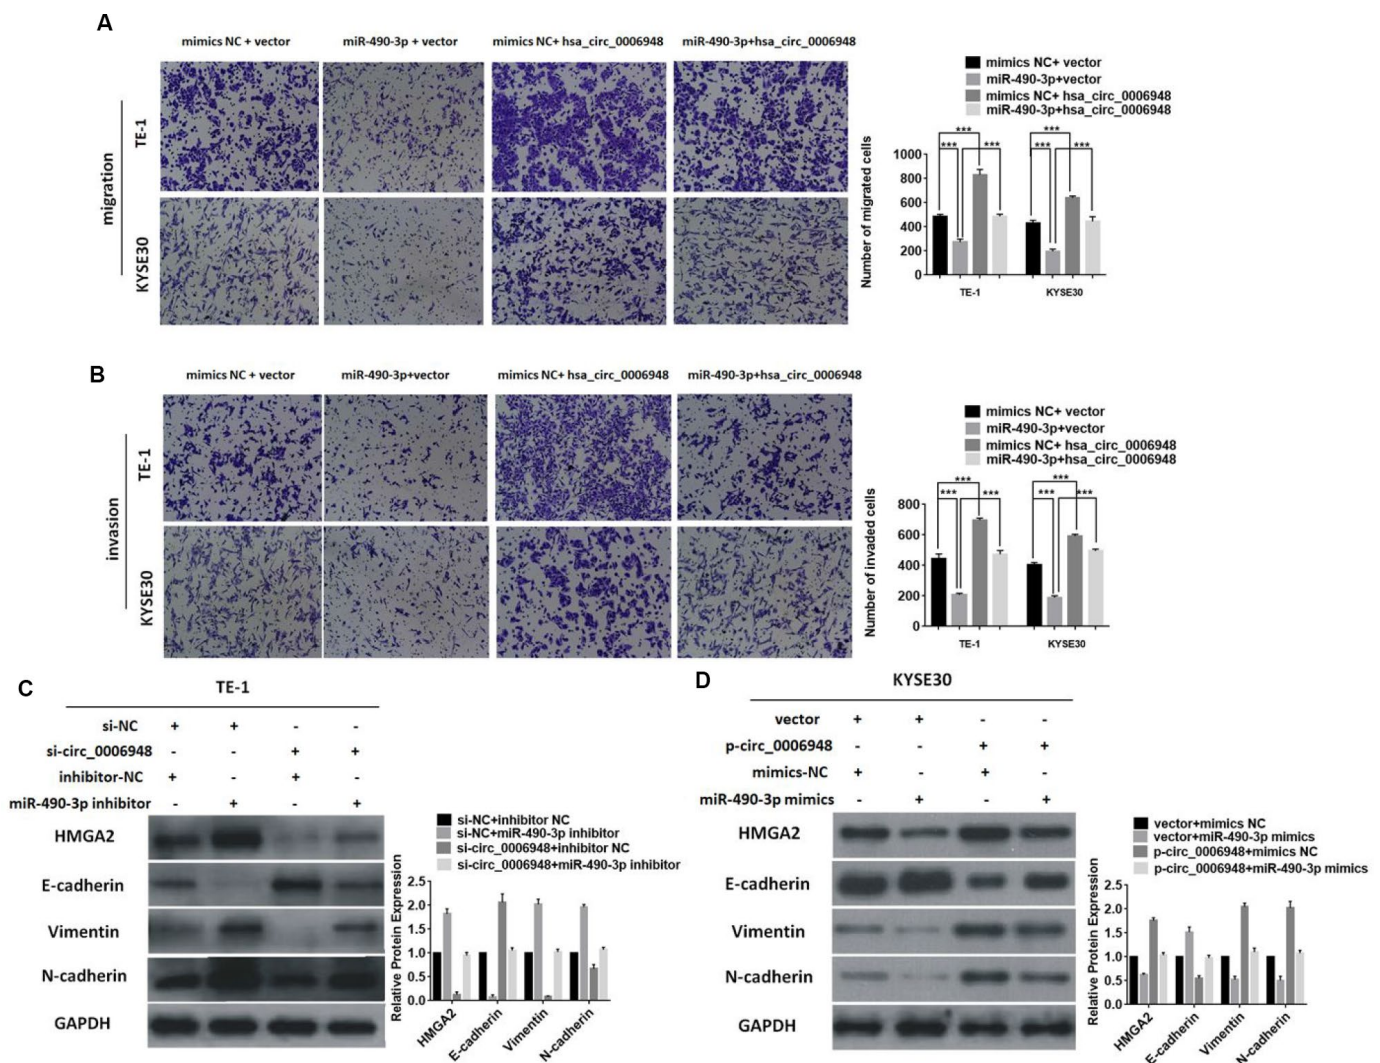 A
mimics NC + vector miR-490-3p + vector mimics NC+ hsa_circ_0006948 miR-490-3p+hsa_circ_0006948
migration
TE-1
KYSE30
mimics NC+ vector
miR-490-3p+vector
mimics NC+ hsa_circ_0006948
miR-490-3p+hsa_circ_0006948
Number of migrated cells
1000
800
600
400
200
0
*** *** *** *** *** ***
TE-1 KYSE30
B
mimics NC + vector miR-490-3p+vector mimics NC+ hsa_circ_0006948 miR-490-3p+hsa_circ_0006948
invasion
TE-1
KYSE30
mimics NC+ vector
miR-490-3p+vector
mimics NC+ hsa_circ_0006948
miR-490-3p+hsa_circ_0006948
Number of invaded cells
800
600
400
200
0
*** *** *** *** *** ***
TE-1 KYSE30
C
TE-1
si-NC + + - -
si-circ_0006948 - - + +
inhibitor-NC + - + -
miR-490-3p inhibitor - + - +
HMGA2
E-cadherin
Vimentin
N-cadherin
GAPDH
si-NC+inhibitor NC
si-NC+miR-490-3p inhibitor
si-circ_0006948+inhibitor NC
si-circ_0006948+miR-490-3p inhibitor
Relative Protein Expression
2.5
2.0
1.5
1.0
0.5
0.0
HMGA2 E-cadherin Vimentin N-cadherin
D
KYSE30
vector + + - -
p-circ_0006948 - - + +
mimics-NC + - + -
miR-490-3p mimics - + - +
HMGA2
E-cadherin
Vimentin
N-cadherin
GAPDH
vector+mimics NC
vector+miR-490-3p mimics
p-circ_0006948+mimics NC
p-circ_0006948+miR-490-3p mimics
Relative Protein Expression
2.5
2.0
1.5
1.0
0.5
0.0
HMGA2 E-cadherin Vimentin N-cadherin